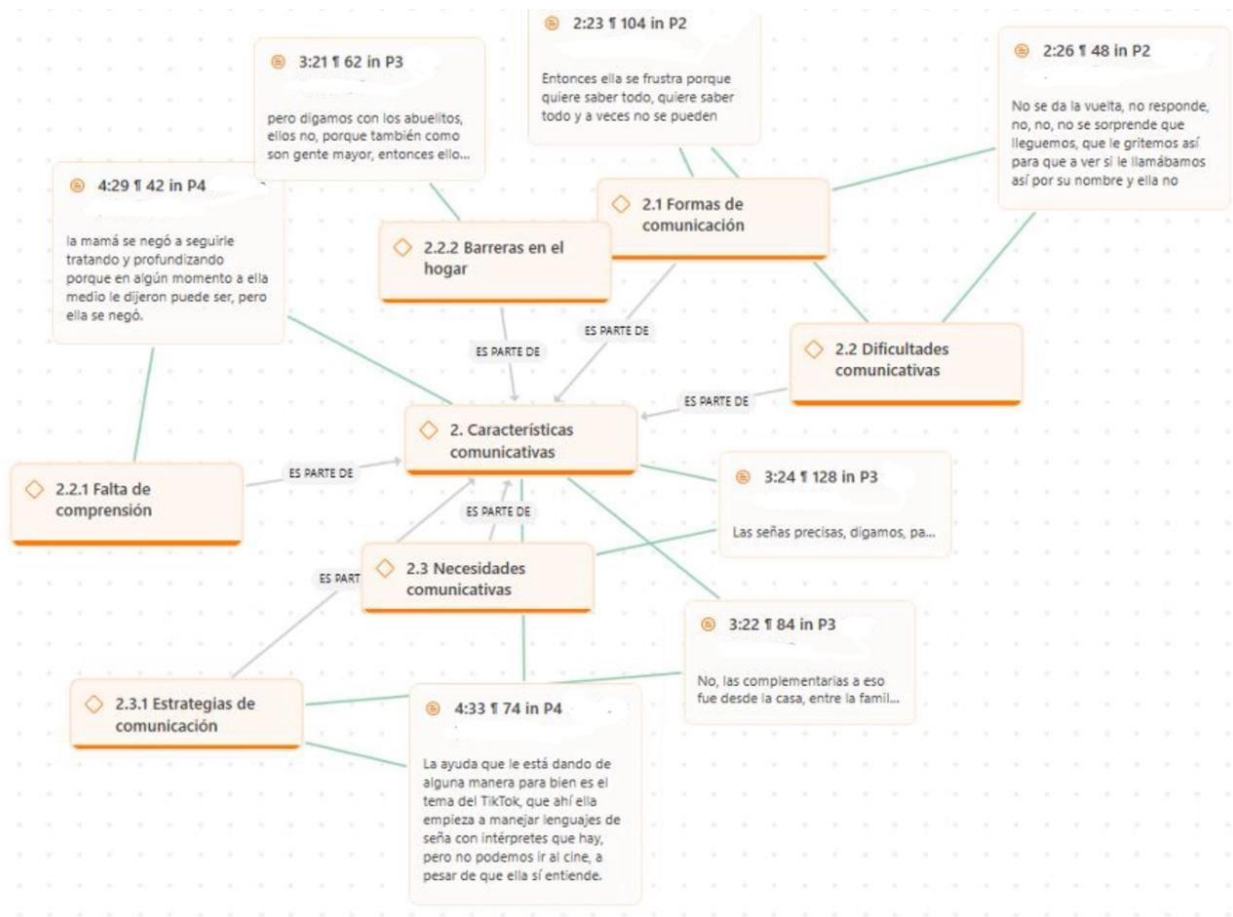 2:23 ¶ 104 in P2
Entonces ella se frustra porque
quiere saber todo, quiere saber
todo y a veces no se pueden
3:21 ¶ 62 in P3
pero digamos con los abuelitos,
ellos no, porque también como
son gente mayor, entonces ello...
2:26 ¶ 48 in P2
No se da la vuelta, no responde,
no, no, no se sorprende que
lleguemos, que le gritemos así
para que a ver si le llamábamos
así por su nombre y ella no
4:29 ¶ 42 in P4
la mamá se negó a seguirle
tratando y profundizando
porque en algún momento a ella
medio le dijeron puede ser, pero
ella se negó.
2.1 Formas de
comunicación
2.2.2 Barreras en el
hogar
ES PARTE DE
ES PARTE DE
2.2 Dificultades
comunicativas
ES PARTE DE
2. Características
comunicativas
ES PARTE DE
2.2.1 Falta de
comprensión
3:24 ¶ 128 in P3
Las señas precisas, digamos, pa...
ES PARTE DE
2.3 Necesidades
comunicativas
ES PART
3:22 ¶ 84 in P3
No, las complementarias a eso
fue desde la casa, entre la famil...
2.3.1 Estrategias de
comunicación
4:33 ¶ 74 in P4
La ayuda que le está dando de
alguna manera para bien es el
tema del TikTok, que ahí ella
empieza a manejar lenguajes de
seña con intérpretes que hay,
pero no podemos ir al cine, a
pesar de que ella sí entiende.